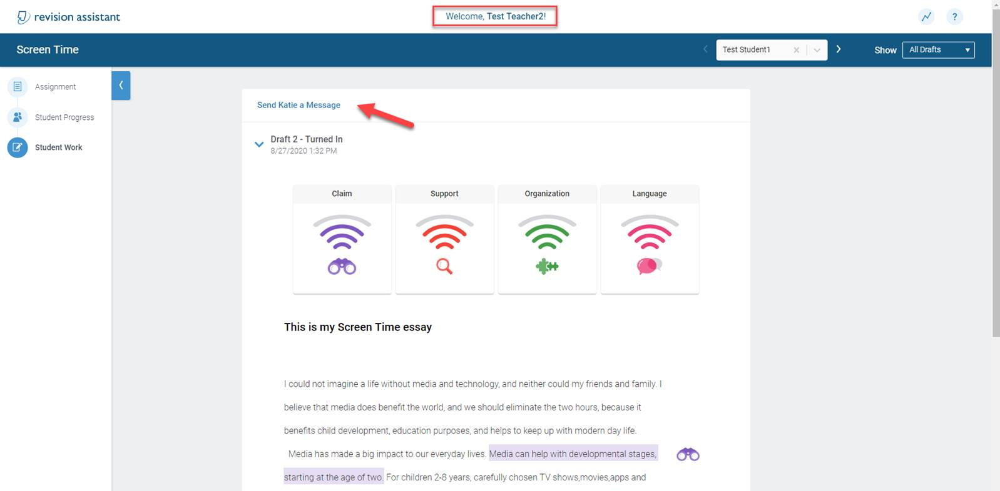 revision assistant
Welcome, Test Teacher2!
?
Screen Time
Test Student1
Show
All Drafts
Assignment
Student Progress
Student Work
Send Katie a Message
Draft 2 - Turned In
8/27/2020 1:32 PM
Claim
Support
Organization
Language
This is my Screen Time essay
I could not imagine a life without media and technology, and neither could my friends and family. I
believe that media does benefit the world, and we should eliminate the two hours, because it
benefits child development, education purposes, and helps to keep up with modern day life.
Media has made a big impact to our everyday lives. Media can help with developmental stages,
starting at the age of two. For children 2-8 years, carefully chosen TV shows,movies,apps and